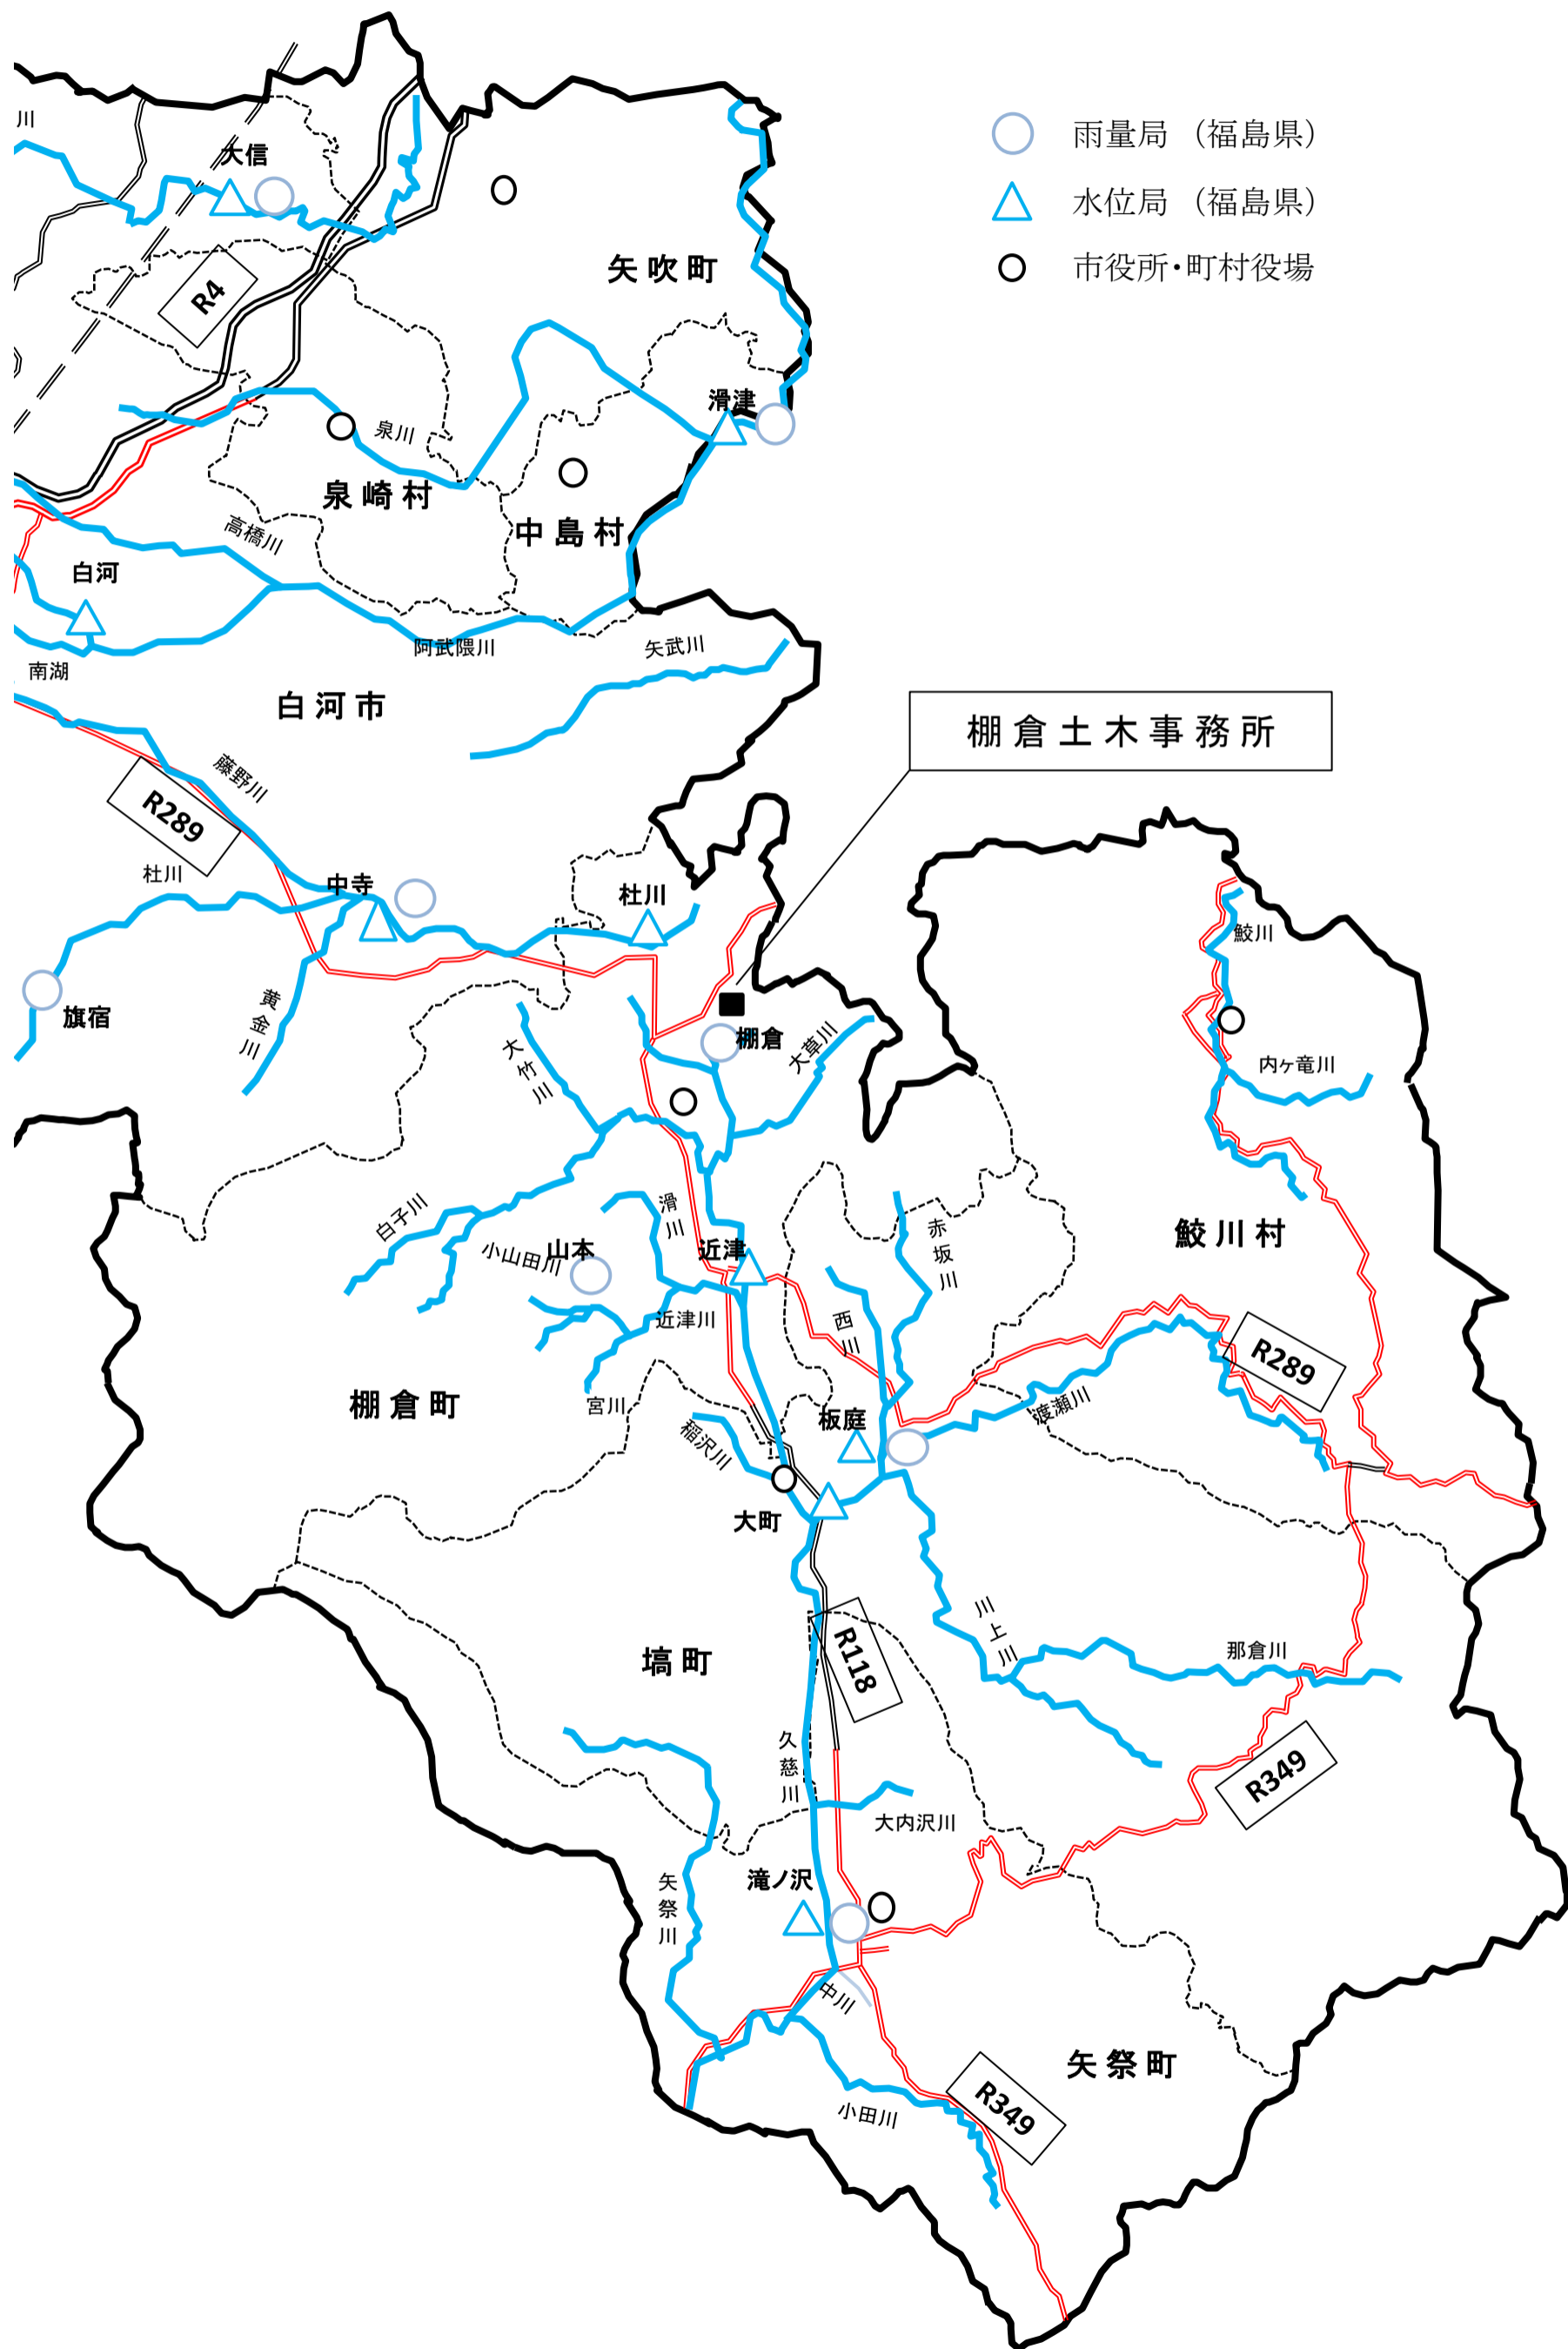 川
大信
雨量局 （福島県）
水位局 （福島県）
市役所・町村役場
R4
矢吹町
滑津
泉川
泉崎村
中島村
高橋川
白河
阿武隈川
矢武川
南湖
白河市
棚倉土木事務所
藤野川
R289
社川
中寺
社川
鮫川
旗宿
黄金川
棚倉
大竹川
大草川
内ヶ竜川
白子川
滑川
小山田川
山本
近津
赤坂川
鮫川村
近津川
西川
R289
棚倉町
宮川
稲沢川
板庭
渡瀬川
大町
川上川
那倉川
塙町
R118
久慈川
R349
大内沢川
矢祭川
滝ノ沢
中川
矢祭町
小田川
R349